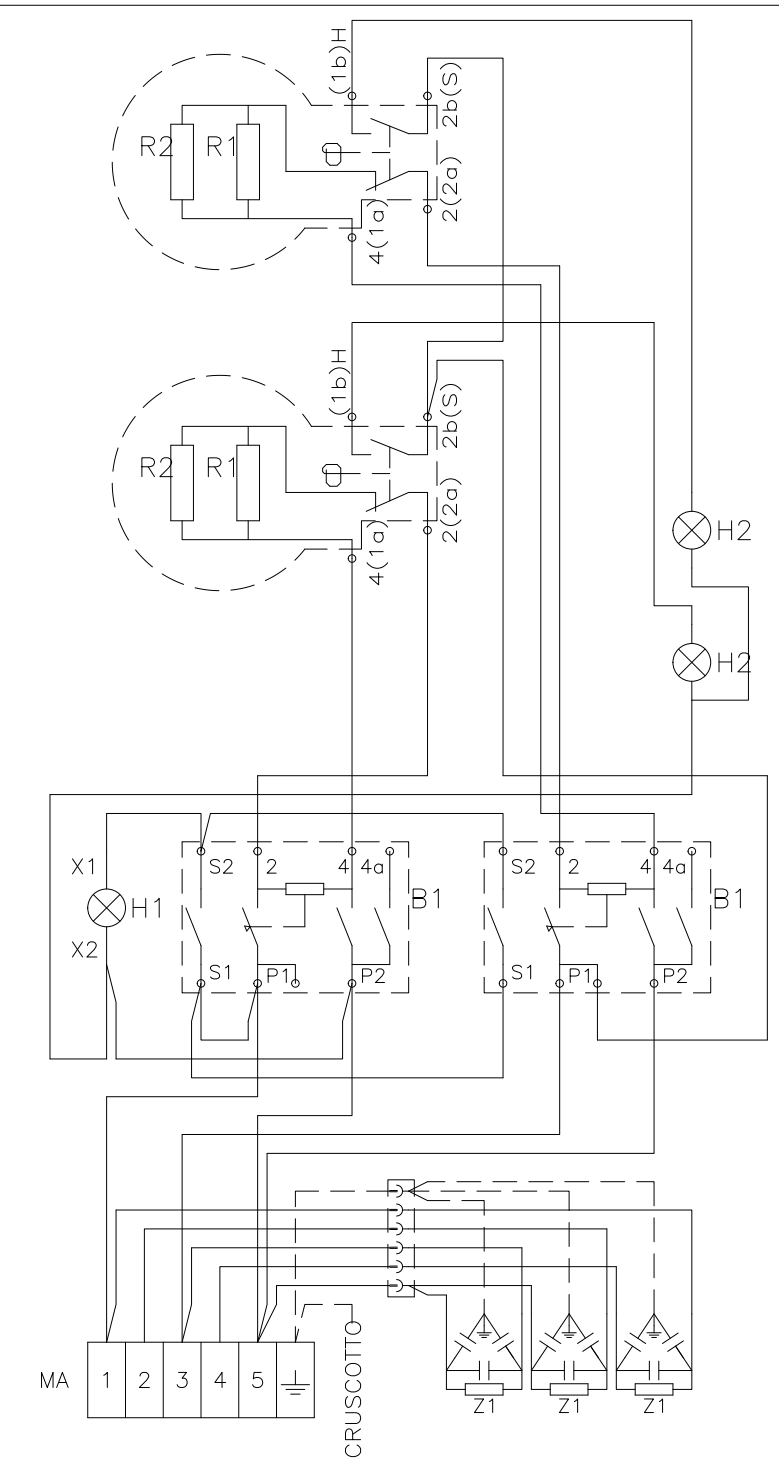 (1b)H
2b(S)
R2
R1
2(2a)
4(1a)
(1b)H
2b(S)
R2
R1
2(2a)
4(1a)
H2
H2
X1
S2
2
4
4a
S2
2
4
4a
H1
B1
B1
X2
S1
P1
P2
S1
P1
P2
MA
1
2
3
4
5
CRUSCOTTO
Z1
Z1
Z1